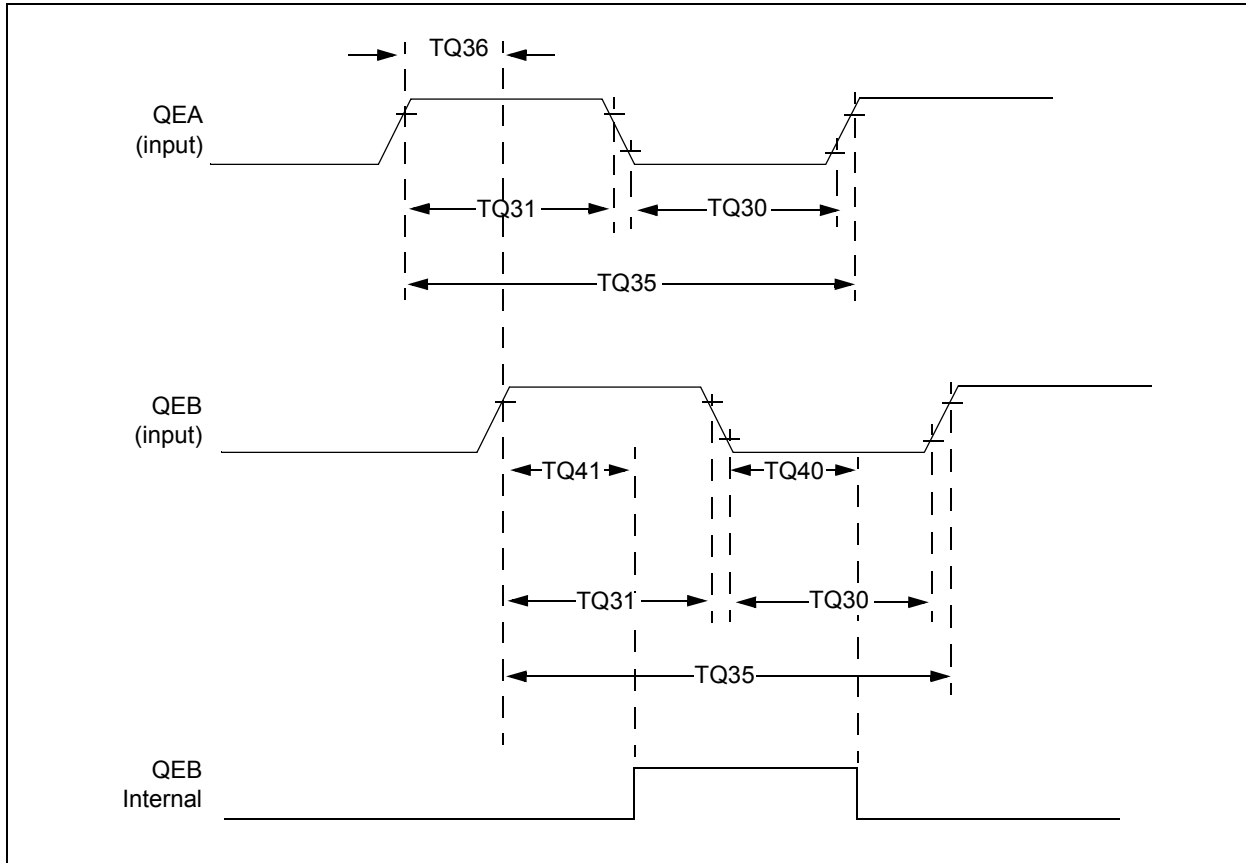 TQ36
QEA
(input)
TQ31
TQ30
TQ35
QEB
(input)
TQ41
TQ40
TQ31
TQ30
TQ35
QEB
Internal